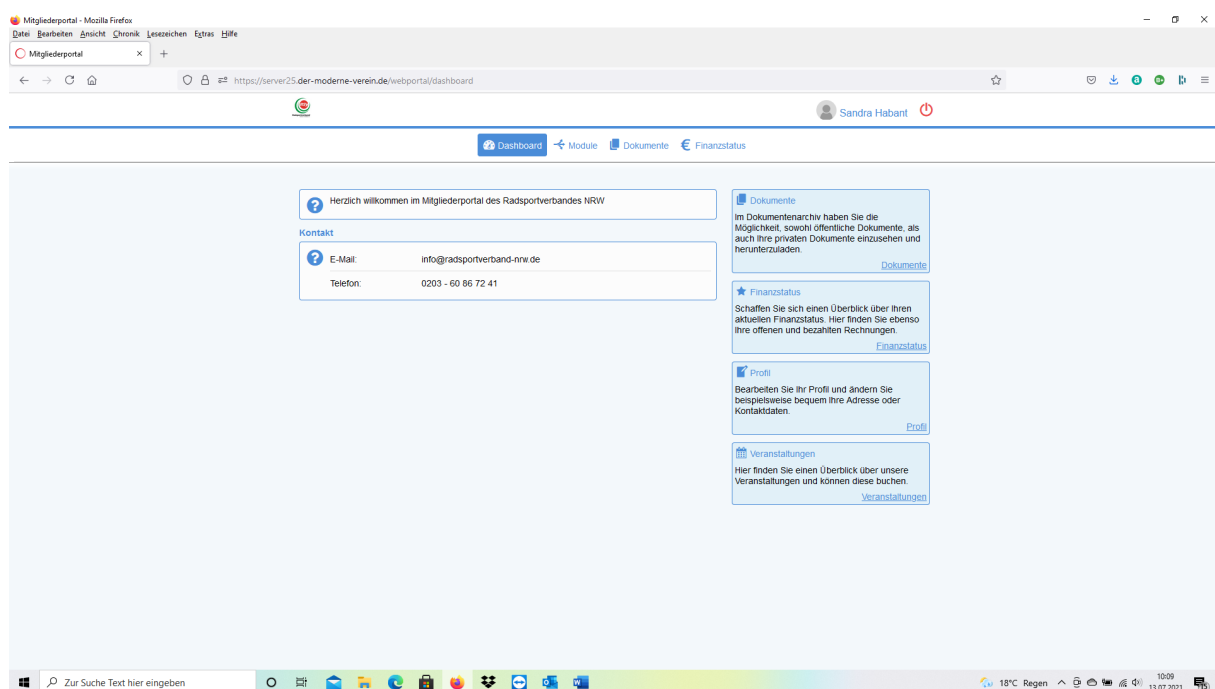 Mitgliederportal - Mozilla Firefox
Datei Bearbeiten Ansicht Chronik Lesezeichen Extras Hilfe
Mitgliederportal
https://server25.der-moderne-verein.de/webportal/dashboard
Sandra Habant
Dashboard Module Dokumente Finanzstatus
Herzlich willkommen im Mitgliederportal des Radsportverbandes NRW
Kontakt
E-Mail: info@radsportverband-nrw.de
Telefon: 0203 - 60 86 72 41
Dokumente
Im Dokumentenarchiv haben Sie die
Möglichkeit, sowohl öffentliche Dokumente, als
auch Ihre privaten Dokumente einzusehen und
herunterzuladen.
Dokumente
Finanzstatus
Schaffen Sie sich einen Überblick über Ihren
aktuellen Finanzstatus. Hier finden Sie ebenso
Ihre offenen und bezahlten Rechnungen.
Finanzstatus
Profil
Bearbeiten Sie Ihr Profil und ändern Sie
beispielsweise bequem Ihre Adresse oder
Kontaktdaten.
Profil
Veranstaltungen
Hier finden Sie einen Überblick über unsere
Veranstaltungen und können diese buchen.
Veranstaltungen
Zur Suche Text hier eingeben
18°C Regen
10:09
13.07.2021